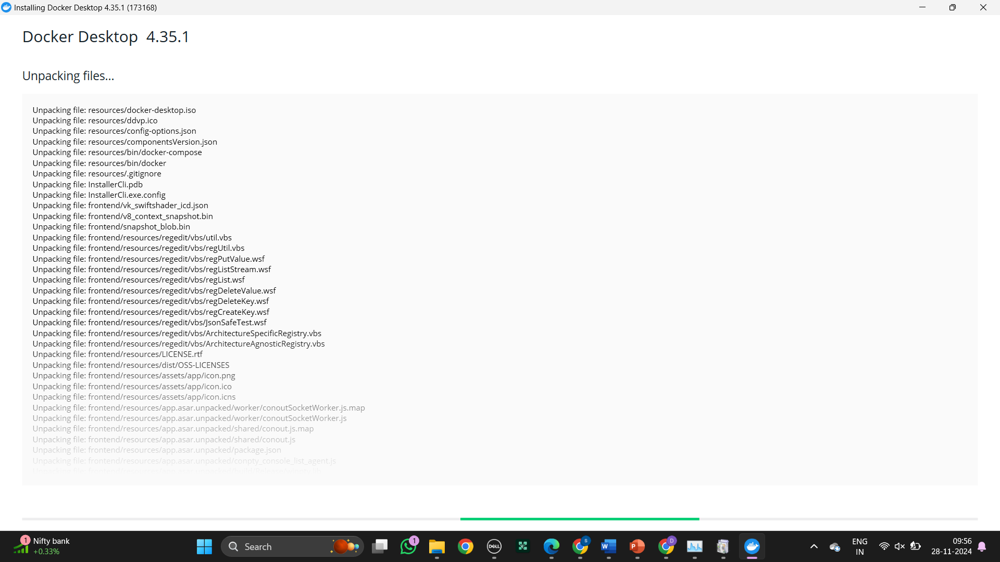 Installing Docker Desktop 4.35.1 (173168)
Docker Desktop 4.35.1
Unpacking files...
Unpacking file: resources/docker-desktop.iso
Unpacking file: resources/ddvp.ico
Unpacking file: resources/config-options.json
Unpacking file: resources/componentsVersion.json
Unpacking file: resources/bin/docker-compose
Unpacking file: resources/bin/docker
Unpacking file: resources/.gitignore
Unpacking file: InstallerCli.pdb
Unpacking file: InstallerCli.exe.config
Unpacking file: frontend/vk_swiftshader_icd.json
Unpacking file: frontend/v8_context_snapshot.bin
Unpacking file: frontend/snapshot_blob.bin
Unpacking file: frontend/resources/regedit/vbs/util.vbs
Unpacking file: frontend/resources/regedit/vbs/regUtil.vbs
Unpacking file: frontend/resources/regedit/vbs/regPutValue.wsf
Unpacking file: frontend/resources/regedit/vbs/regListStream.wsf
Unpacking file: frontend/resources/regedit/vbs/regList.wsf
Unpacking file: frontend/resources/regedit/vbs/regDeleteValue.wsf
Unpacking file: frontend/resources/regedit/vbs/regDeleteKey.wsf
Unpacking file: frontend/resources/regedit/vbs/regCreateKey.wsf
Unpacking file: frontend/resources/regedit/vbs/JsonSafeTest.wsf
Unpacking file: frontend/resources/regedit/vbs/ArchitectureSpecificRegistry.vbs
Unpacking file: frontend/resources/regedit/vbs/ArchitectureAgnosticRegistry.vbs
Unpacking file: frontend/resources/LICENSE.rtf
Unpacking file: frontend/resources/dist/OSS-LICENSES
Unpacking file: frontend/resources/assets/app/icon.png
Unpacking file: frontend/resources/assets/app/icon.ico
Unpacking file: frontend/resources/assets/app/icon.icns
Unpacking file: frontend/resources/app.asar.unpacked/worker/conoutSocketWorker.js.map
Unpacking file: frontend/resources/app.asar.unpacked/worker/conoutSocketWorker.js
Unpacking file: frontend/resources/app.asar.unpacked/shared/conout.js.map
Unpacking file: frontend/resources/app.asar.unpacked/shared/conout.js
Unpacking file: frontend/resources/app.asar.unpacked/package.json
Unpacking file: frontend/resources/app.asar.unpacked/conpty_console_list_agent.js
Unpacking file: frontend/resources/app.asar.unpacked/build/Release/winpty.lib
1
Nifty bank
+0.33%
Search
1
DELL
S
W
P
D
ENG
IN
09:56
28-11-2024